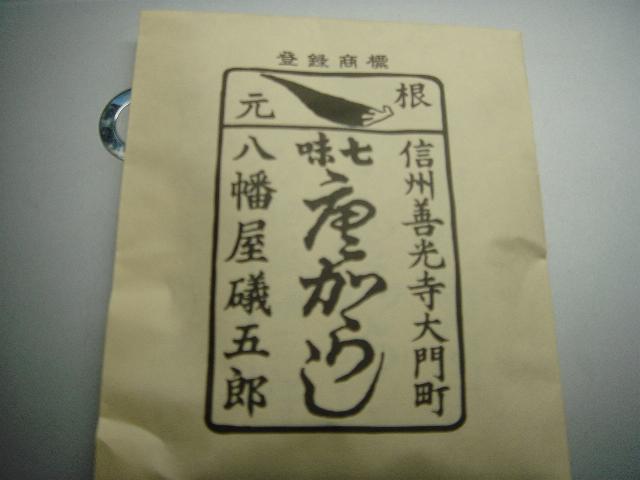 登録商標
根元
信州善光寺大門町
七味
唐がらし
八幡屋礒五郎